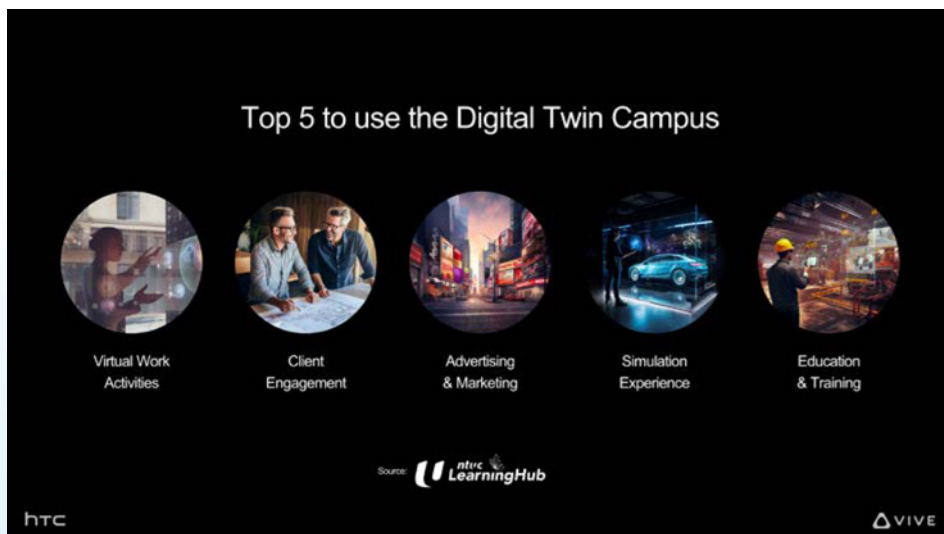 Top 5 to use the Digital Twin Campus
Virtual Work
Activities
Client
Engagement
Advertising
& Marketing
Simulation
Experience
Education
& Training
Source:
ntuc
LearningHub
hTC
VIVE